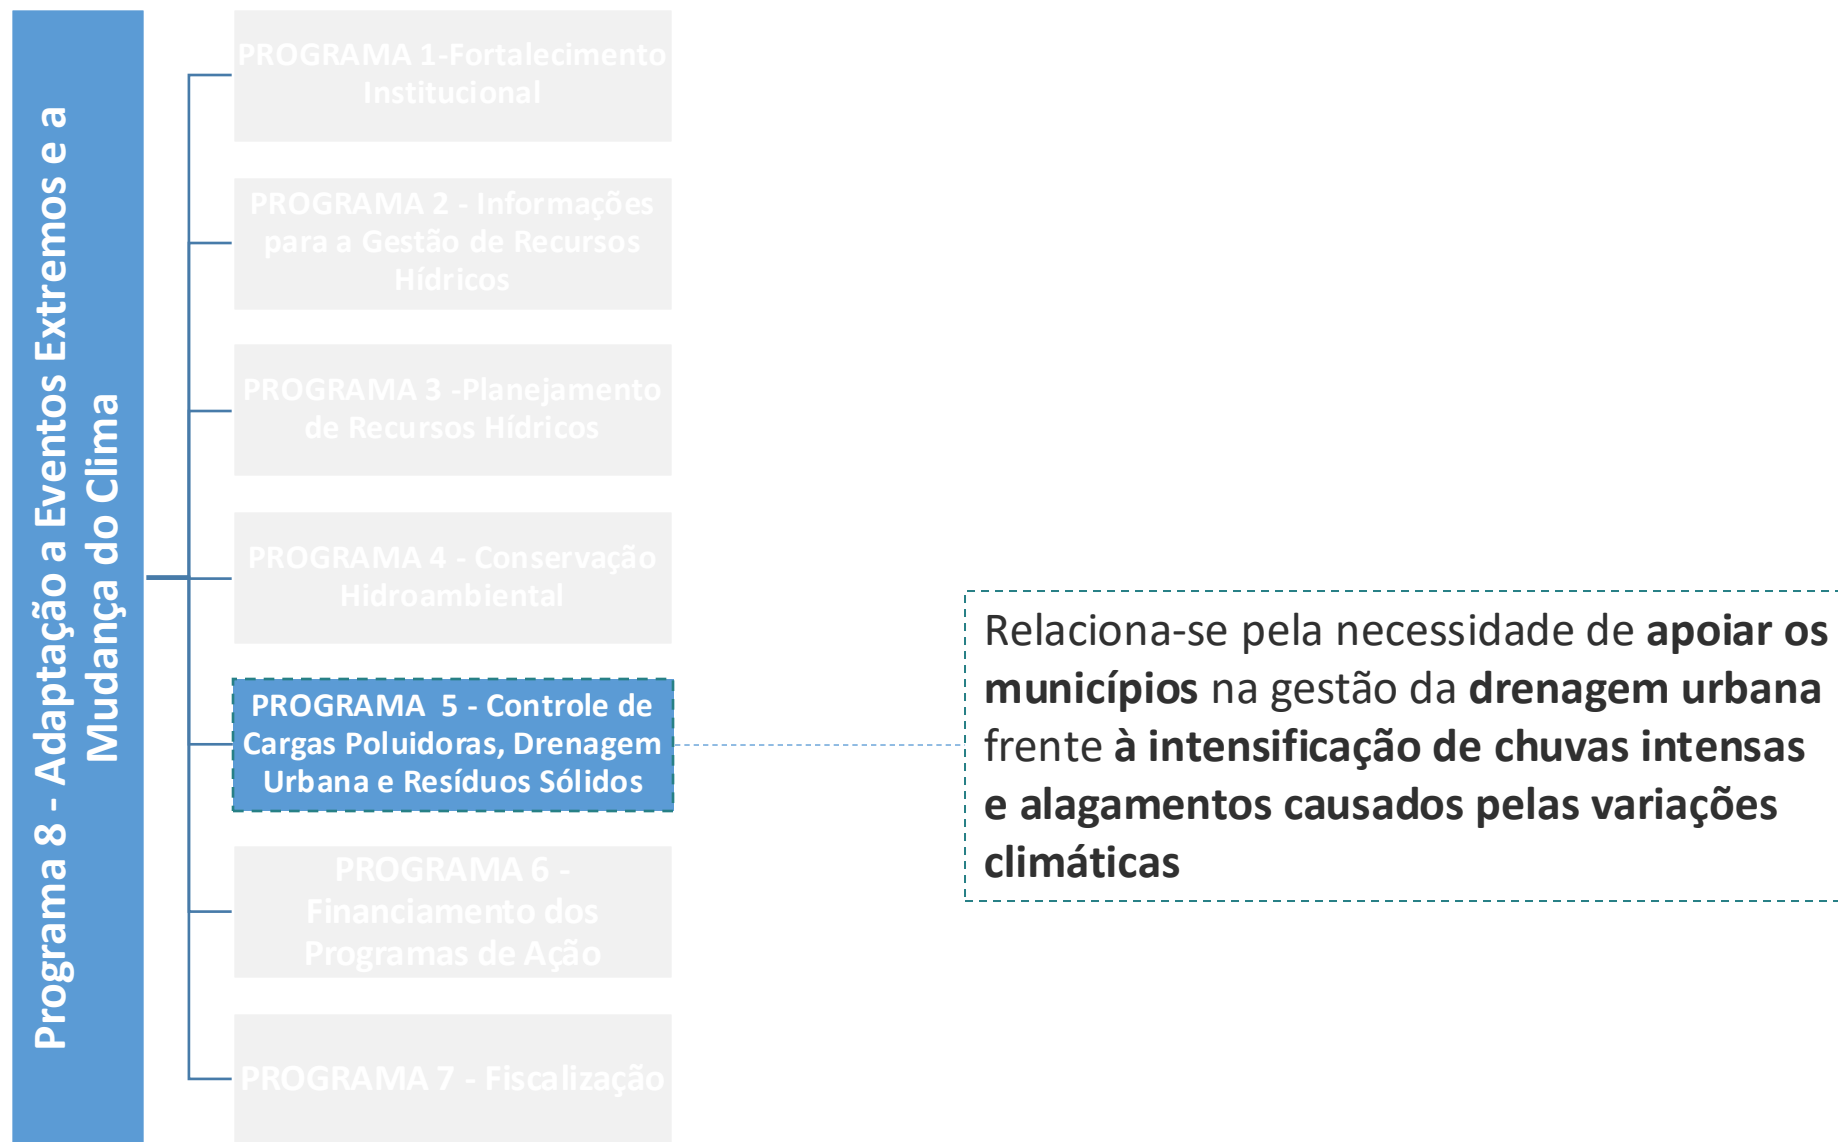 Programa 8 - Adaptação a Eventos Extremos e a
Mudança do Clima
PROGRAMA 1-Fortalecimento
Institucional
PROGRAMA 2 - Informações
para a Gestão de Recursos
Hídricos
PROGRAMA 3 -Planejamento
de Recursos Hídricos
PROGRAMA 4 - Conservação
Hidroambiental
PROGRAMA  5 - Controle de
Cargas Poluidoras, Drenagem
Urbana e Resíduos Sólidos
PROGRAMA 6 -
Financiamento dos
Programas de Ação
PROGRAMA 7 - Fiscalização
Relaciona-se pela necessidade de apoiar os
municípios na gestão da drenagem urbana
frente à intensificação de chuvas intensas
e alagamentos causados pelas variações
climáticas